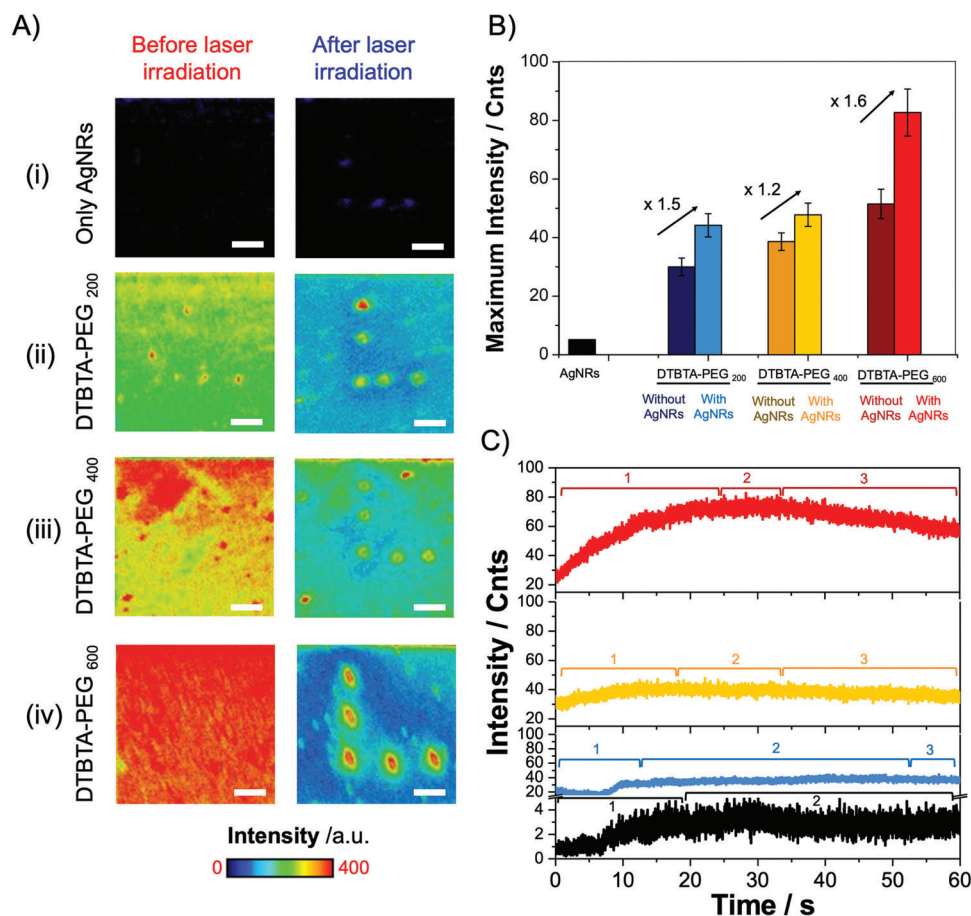 A)
Before laser
irradiation
After laser
irradiation
(i)
Only AgNRs
(ii)
DTBTA-PEG 200
(iii)
DTBTA-PEG 400
(iv)
DTBTA-PEG 600
Intensity /a.u.
0
400
B)
Maximum Intensity / Cnts
100
80
60
40
20
0
x 1.5
x 1.2
x 1.6
AgNRs
DTBTA-PEG 200
DTBTA-PEG 400
DTBTA-PEG 600
Without
AgNRs
With
AgNRs
Without
AgNRs
With
AgNRs
Without
AgNRs
With
AgNRs
C)
Intensity / Cnts
100
80
60
40
20
1
2
3
100
80
60
40
20
1
2
3
100
80
60
40
20
1
2
3
4
2
0
1
2
0
10
20
30
40
50
60
Time / s